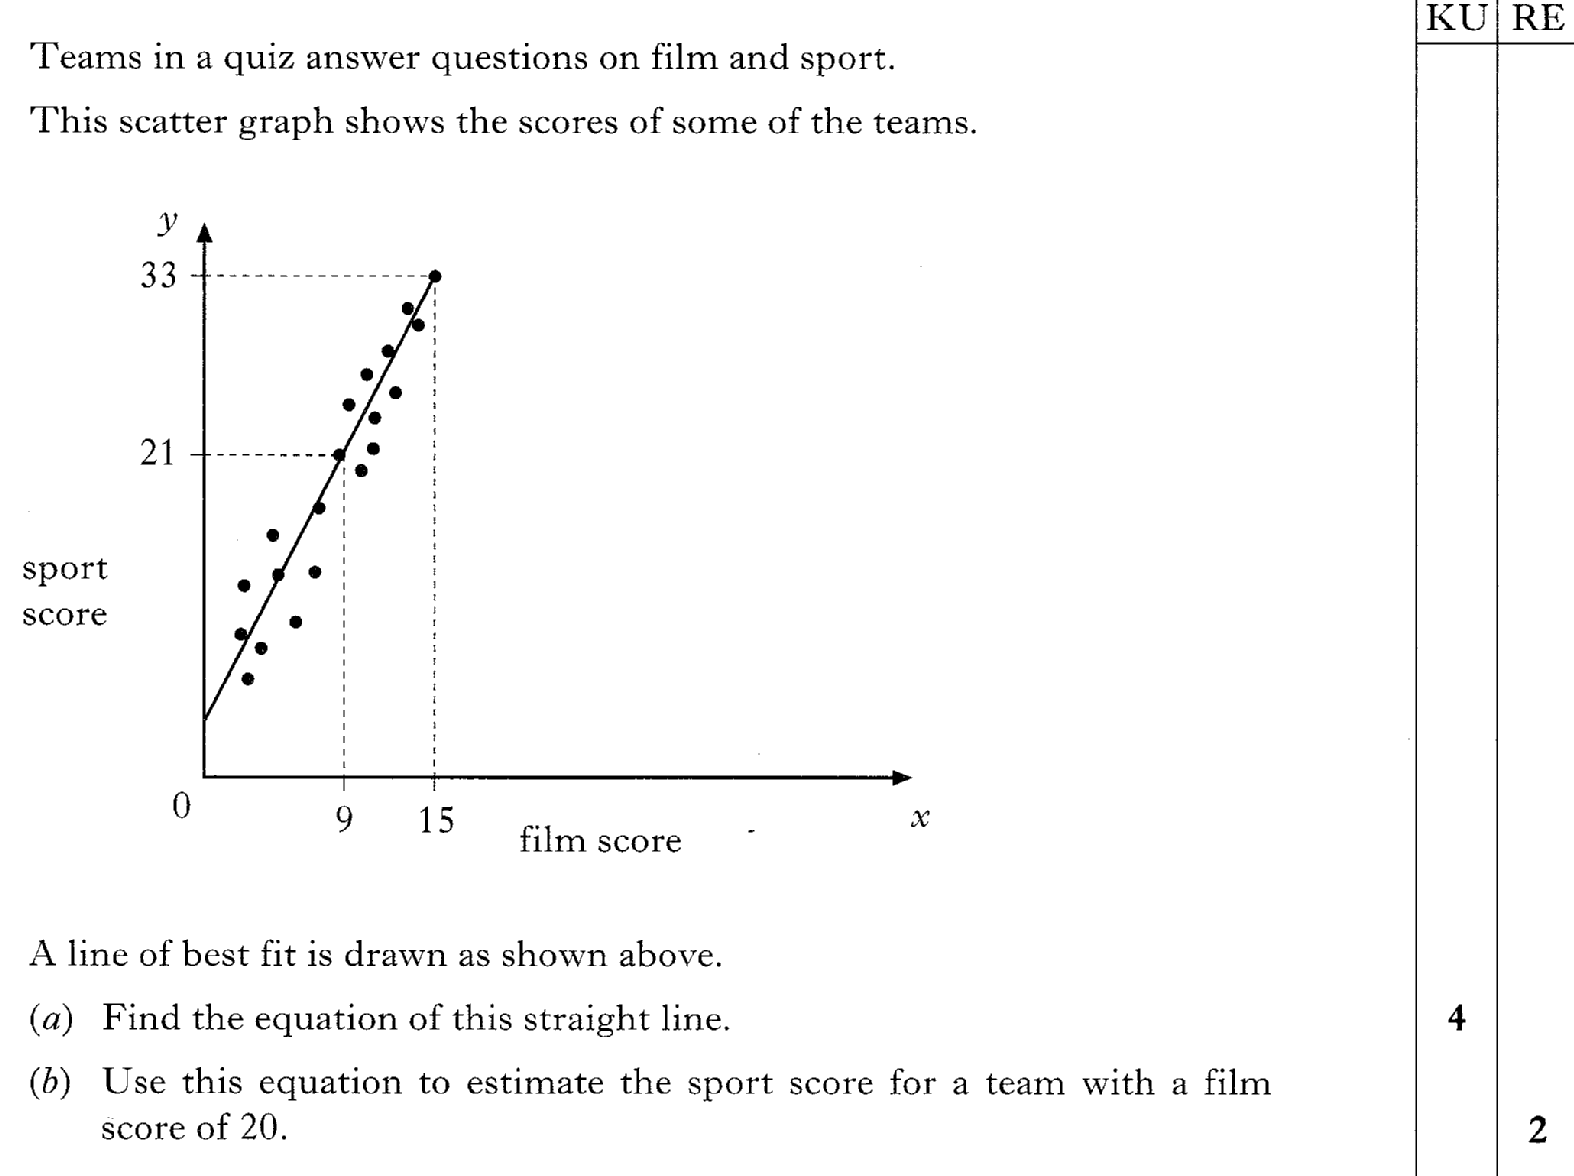 KU RE
Teams in a quiz answer questions on film and sport.
This scatter graph shows the scores of some of the teams.
y
33
21
sport
score
0
9
15
x
film score
A line of best fit is drawn as shown above.
(a) Find the equation of this straight line.
4
(b) Use this equation to estimate the sport score for a team with a film
score of 20.
2